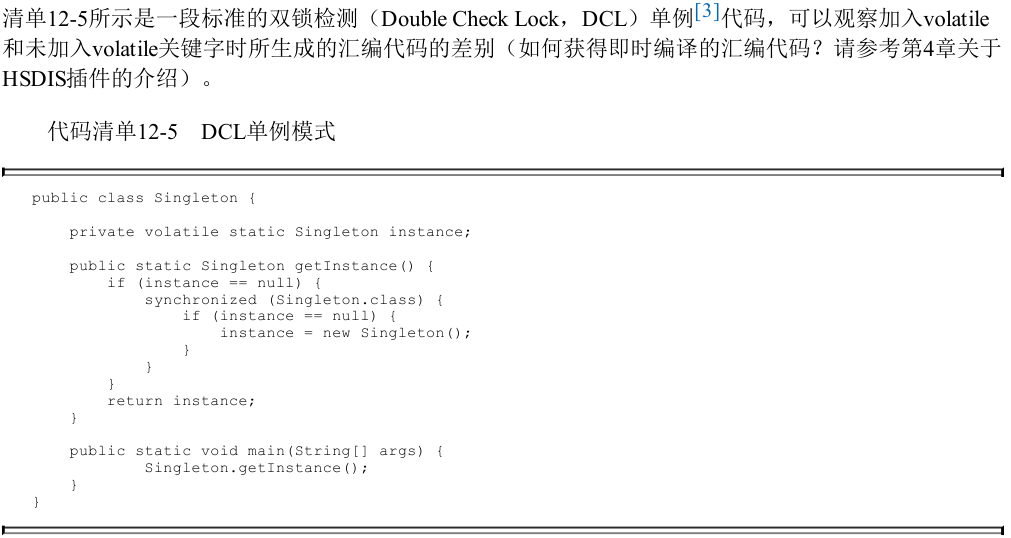 清单12-5所示是一段标准的双锁检测（Double Check Lock，DCL）单例[3]代码，可以观察加入volatile
和未加入volatile关键字时所生成的汇编代码的差别（如何获得即时编译的汇编代码？请参考第4章关于
HSDIS插件的介绍）。
代码清单12-5　DCL单例模式
public class Singleton {
    private volatile static Singleton instance;
    public static Singleton getInstance() {
        if (instance == null) {
            synchronized (Singleton.class) {
                if (instance == null) {
                    instance = new Singleton();
                }
            }
        }
        return instance;
    }
    public static void main(String[] args) {
            Singleton.getInstance();
    }
}